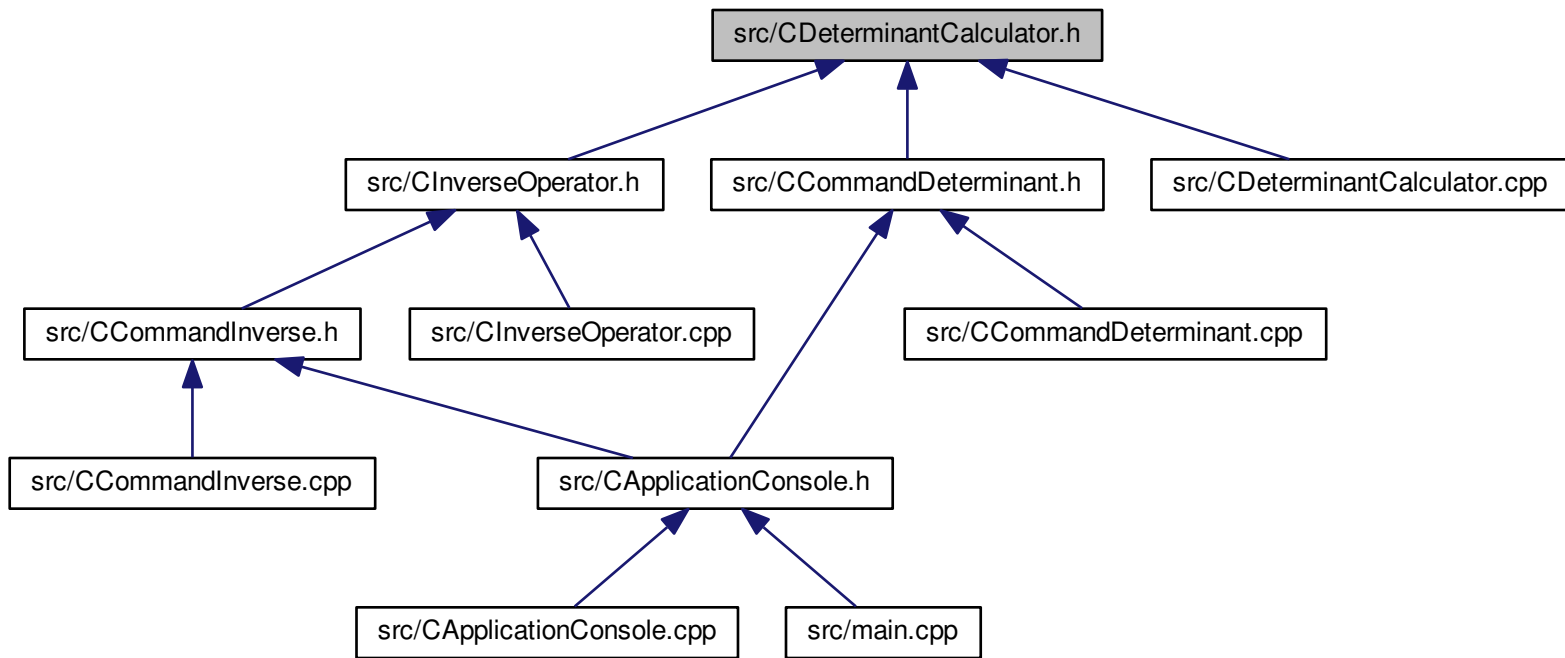 src/CDeterminantCalculator.h
src/CInverseOperator.h
src/CCommandDeterminant.h
src/CDeterminantCalculator.cpp
src/CCommandInverse.h
src/CInverseOperator.cpp
src/CCommandDeterminant.cpp
src/CCommandInverse.cpp
src/CApplicationConsole.h
src/CApplicationConsole.cpp
src/main.cpp